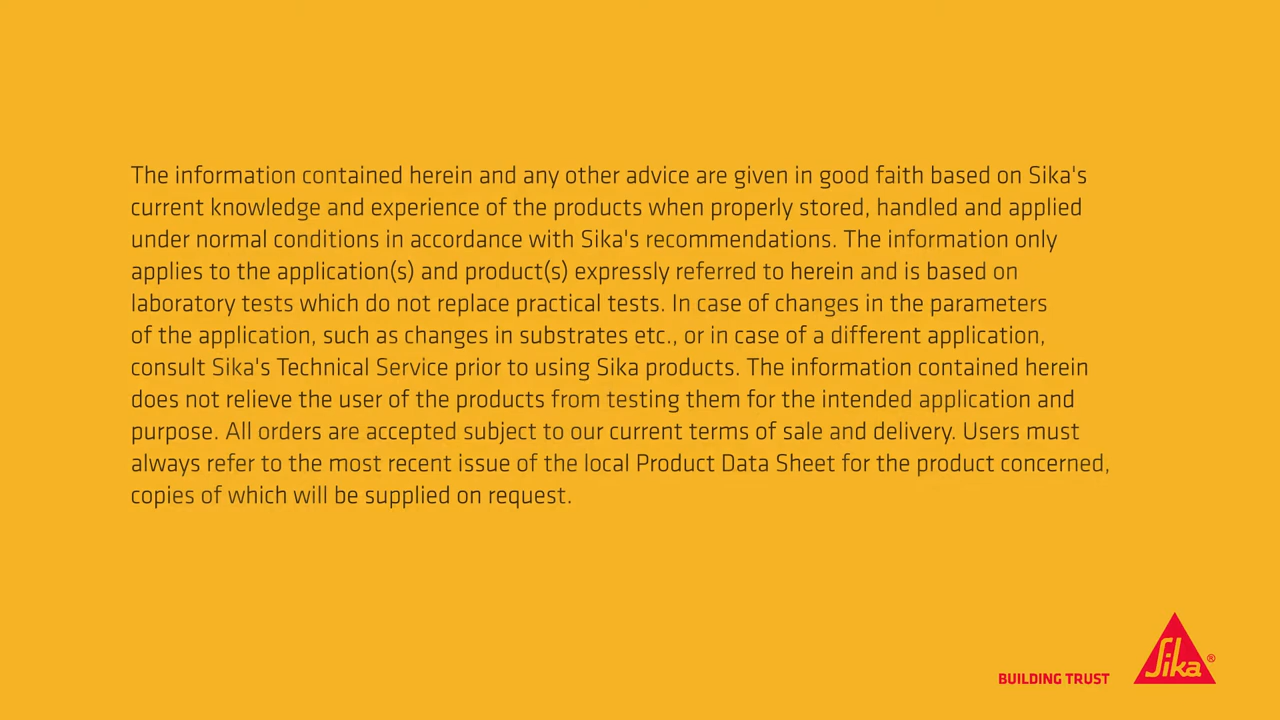 The information contained herein and any other advice are given in good faith based on Sika's
current knowledge and experience of the products when properly stored, handled and applied
under normal conditions in accordance with Sika's recommendations. The information only
applies to the application(s) and product(s) expressly referred to herein and is based on
laboratory tests which do not replace practical tests. In case of changes in the parameters
of the application, such as changes in substrates etc., or in case of a different application,
consult Sika's Technical Service prior to using Sika products. The information contained herein
does not relieve the user of the products from testing them for the intended application and
purpose. All orders are accepted subject to our current terms of sale and delivery. Users must
always refer to the most recent issue of the local Product Data Sheet for the product concerned,
copies of which will be supplied on request.
BUILDING TRUST
Sika®